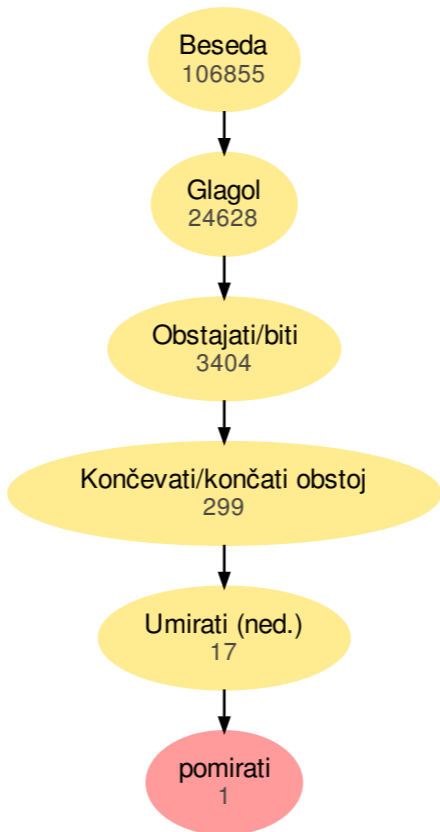 Beseda
106855
Glagol
24628
Obstajati/biti
3404
Končevati/končati obstoj
299
Umirati (ned.)
17
pomirati
1